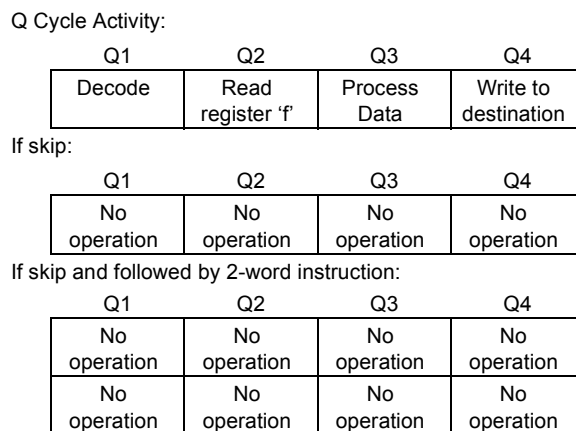 Q Cycle Activity:
Q1 Q2 Q3 Q4
Decode Read Process Write to
register ‘f’ Data destination
If skip:
Q1 Q2 Q3 Q4
No No No No
operation operation operation operation
If skip and followed by 2-word instruction:
Q1 Q2 Q3 Q4
No No No No
operation operation operation operation
No No No No
operation operation operation operation